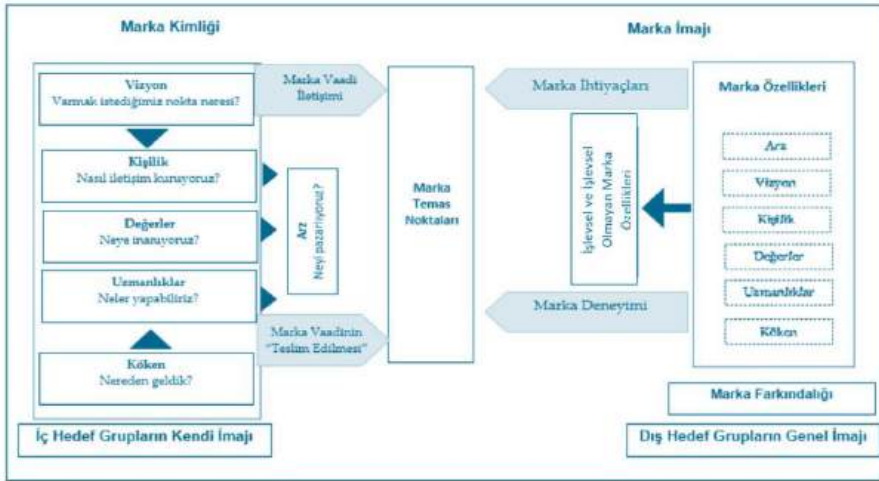 Marka Kimliği
Vizyon
Varmak istediğimiz nokta neresi?
Kişilik
Nasıl iletişim kuruyoruz?
Değerler
Neye inanıyoruz?
Uzmanlıklar
Neler yapabiliriz?
Köken
Nereden geldik?
İç Hedef Grupların Kendi İmajı
Marka Vaadi
İletişimi
Arz
Neyi pazarlıyoruz?
Marka Vaadinin
"Teslim Edilmesi"
Marka
Temas
Noktaları
Marka İmajı
Marka İhtiyaçları
İşlevsel ve İşlevsel
Olmayan Marka
Özellikleri
Marka Deneyimi
Marka Özellikleri
Arz
Vizyon
Kişilik
Değerler
Uzmanlıklar
Köken
Marka Farkındalığı
Dış Hedef Grupların Genel İmajı